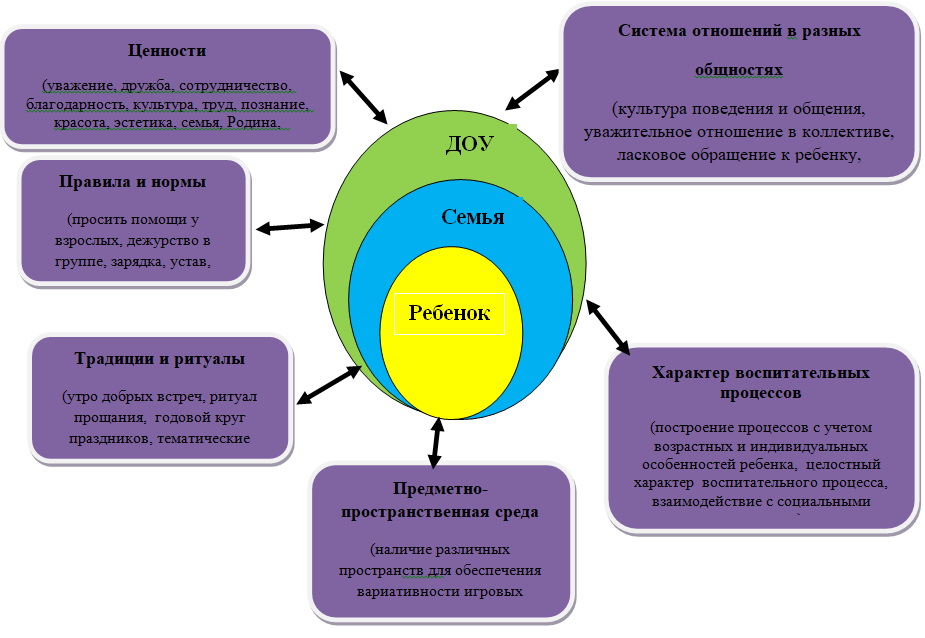 Ценности
(уважение, дружба, сотрудничество,
благодарность, культура, труд, познание,
красота, эстетика, семья, Родина,
Система отношений в разных
общностях
(культура поведения и общения,
уважительное отношение в коллективе,
ласковое обращение к ребенку,
ДОУ
Семья
Ребенок
Правила и нормы
(просить помощи у
взрослых, дежурство в
группе, зарядка, устав,
Традиции и ритуалы
(утро добрых встреч, ритуал
прощания, годовой круг
праздников, тематические
Характер воспитательных
процессов
(построение процессов с учетом
возрастных и индивидуальных
особенностей ребенка, целостный
характер воспитательного процесса,
взаимодействие с социальными
Предметно-
пространственная среда
(наличие различных
пространств для обеспечения
вариативности игровых